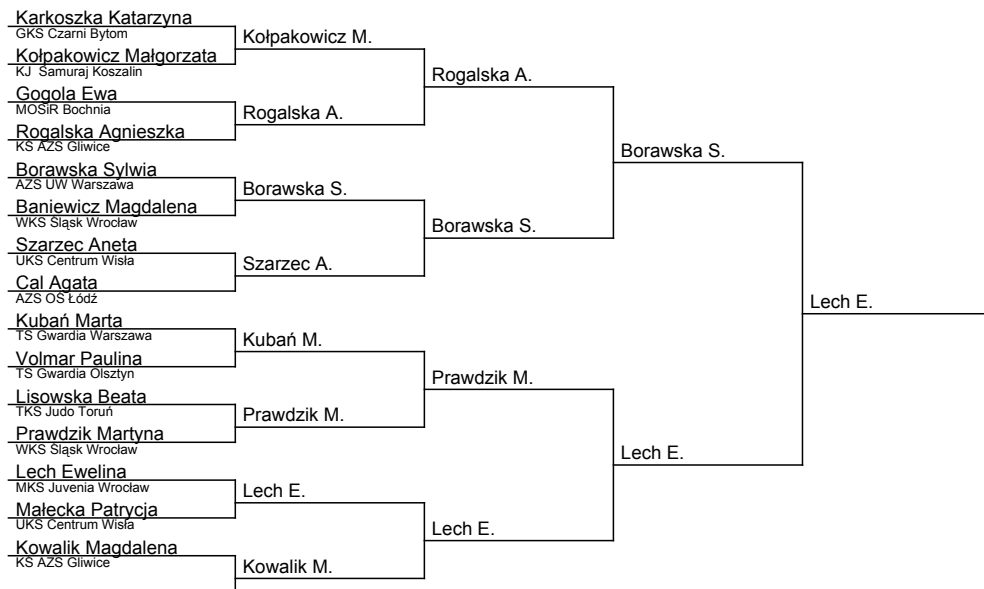 Karkoszka Katarzyna
GKS Czarni Bytom
Kołpakowicz Małgorzata
KJ Samuraj Koszalin
Gogola Ewa
MOSiR Bochnia
Rogalska Agnieszka
KS AZS Gliwice
Borawska Sylwia
AZS UW Warszawa
Baniewicz Magdalena
WKS Śląsk Wrocław
Szarzec Aneta
UKS Centrum Wisła
Cal Agata
AZS OŚ Łódź
Kubań Marta
TS Gwardia Warszawa
Volmar Paulina
TS Gwardia Olsztyn
Lisowska Beata
TKS Judo Toruń
Prawdzik Martyna
WKS Śląsk Wrocław
Lech Ewelina
MKS Juvenia Wrocław
Małecka Patrycja
UKS Centrum Wisła
Kowalik Magdalena
KS AZS Gliwice
Kołpakowicz M.
Rogalska A.
Borawska S.
Szarzec A.
Kubań M.
Prawdzik M.
Lech E.
Kowalik M.
Rogalska A.
Borawska S.
Prawdzik M.
Lech E.
Borawska S.
Lech E.
Lech E.